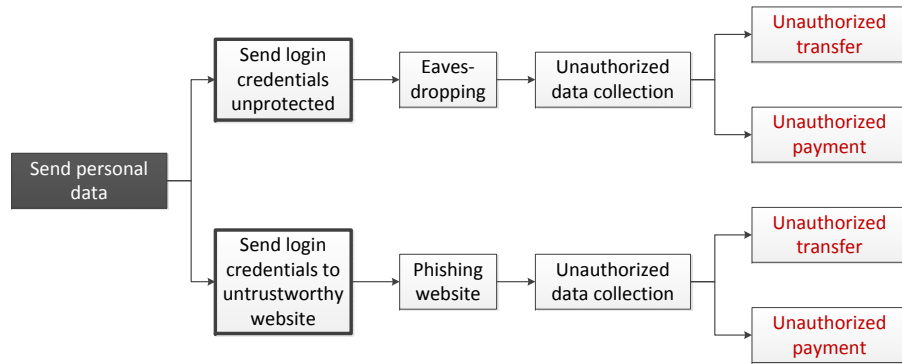 Send personal
data
Send login
credentials
unprotected
Eaves-
dropping
Unauthorized
data collection
Unauthorized
transfer
Unauthorized
payment
Send login
credentials to
untrustworthy
website
Phishing
website
Unauthorized
data collection
Unauthorized
transfer
Unauthorized
payment